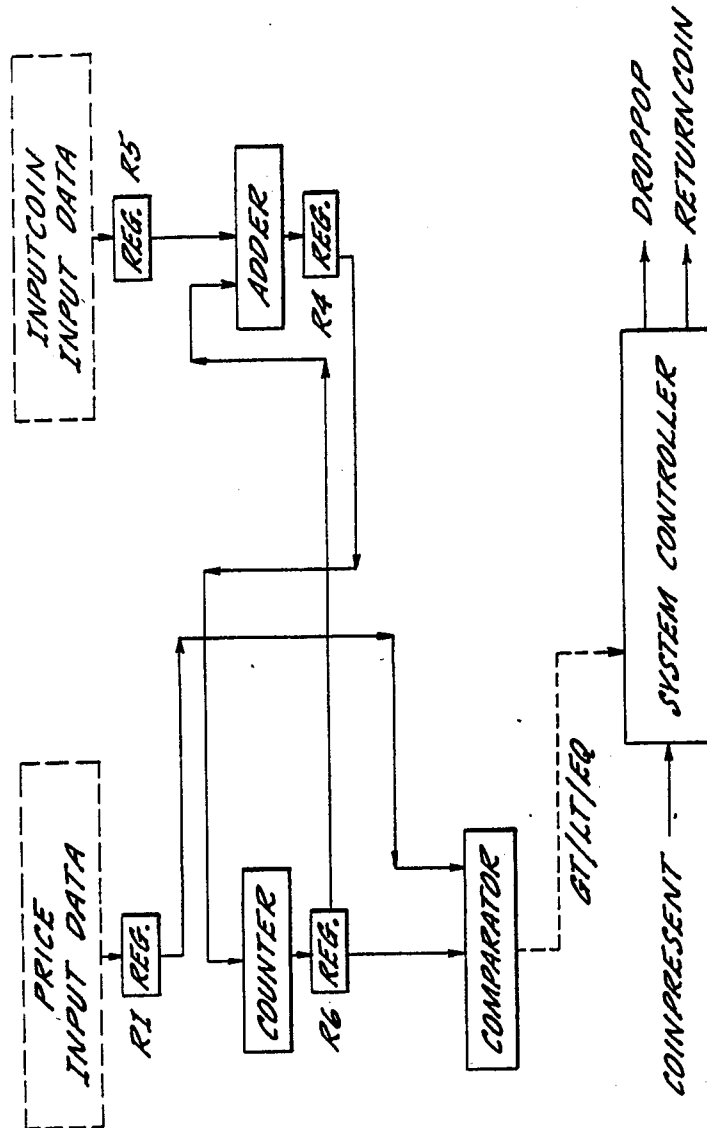 PRICE
INPUT DATA
INPUTCOIN
INPUT DATA
R1
REG.
REG.
R5
COUNTER
ADDER
R6
REG.
R4
REG.
COMPARATOR
GT/LT/EQ
COINPRESENT
SYSTEM CONTROLLER
DROPPOP
RETURNCOIN